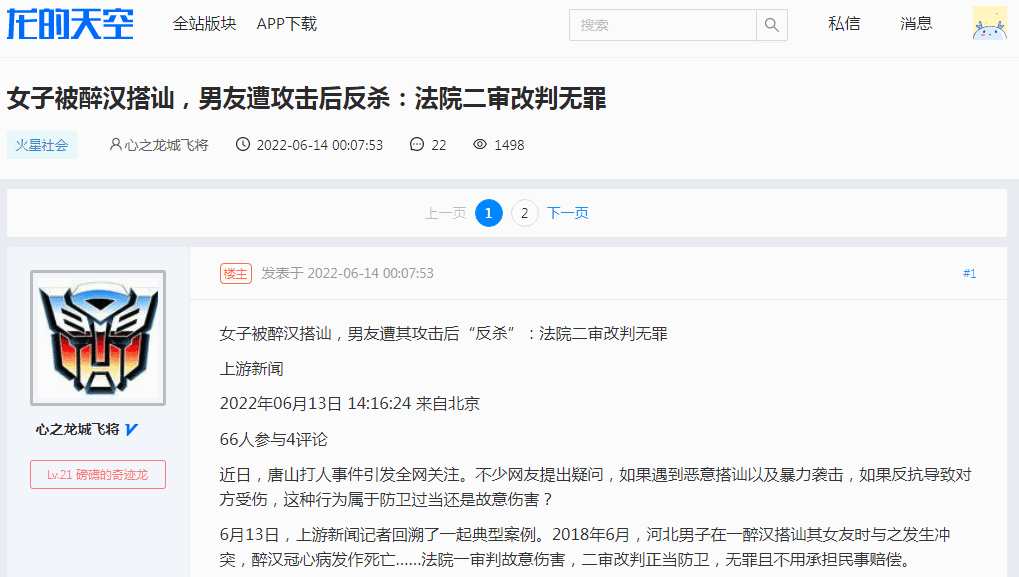 龙的天空 全站版块 APP下载 搜索 私信 消息
女子被醉汉搭讪，男友遭攻击后反杀：法院二审改判无罪
火星社会 心之龙城飞将 2022-06-14 00:07:53 22 1498
上一页 1 2 下一页
楼主 发表于 2022-06-14 00:07:53 #1
心之龙城飞将 V
Lv.21 磅礴的奇迹龙
女子被醉汉搭讪，男友遭其攻击后“反杀”：法院二审改判无罪
上游新闻
2022年06月13日 14:16:24 来自北京
66人参与4评论
近日，唐山打人事件引发全网关注。不少网友提出疑问，如果遇到恶意搭讪以及暴力袭击，如果反抗导致对
方受伤，这种行为属于防卫过当还是故意伤害？
6月13日，上游新闻记者回溯了一起典型案例。2018年6月，河北男子在一醉汉搭讪其女友时与之发生冲
突，醉汉冠心病发作死亡……法院一审判故意伤害，二审改判正当防卫，无罪且不用承担民事赔偿。